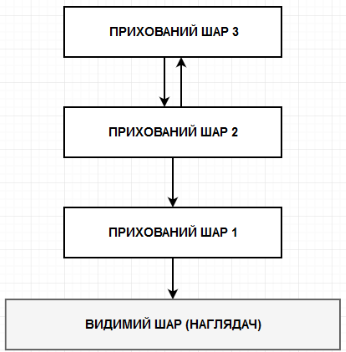 ПРИХОВАНИЙ ШАР 3
ПРИХОВАНИЙ ШАР 2
ПРИХОВАНИЙ ШАР 1
ВИДИМИЙ ШАР (НАГЛЯДАЧ)